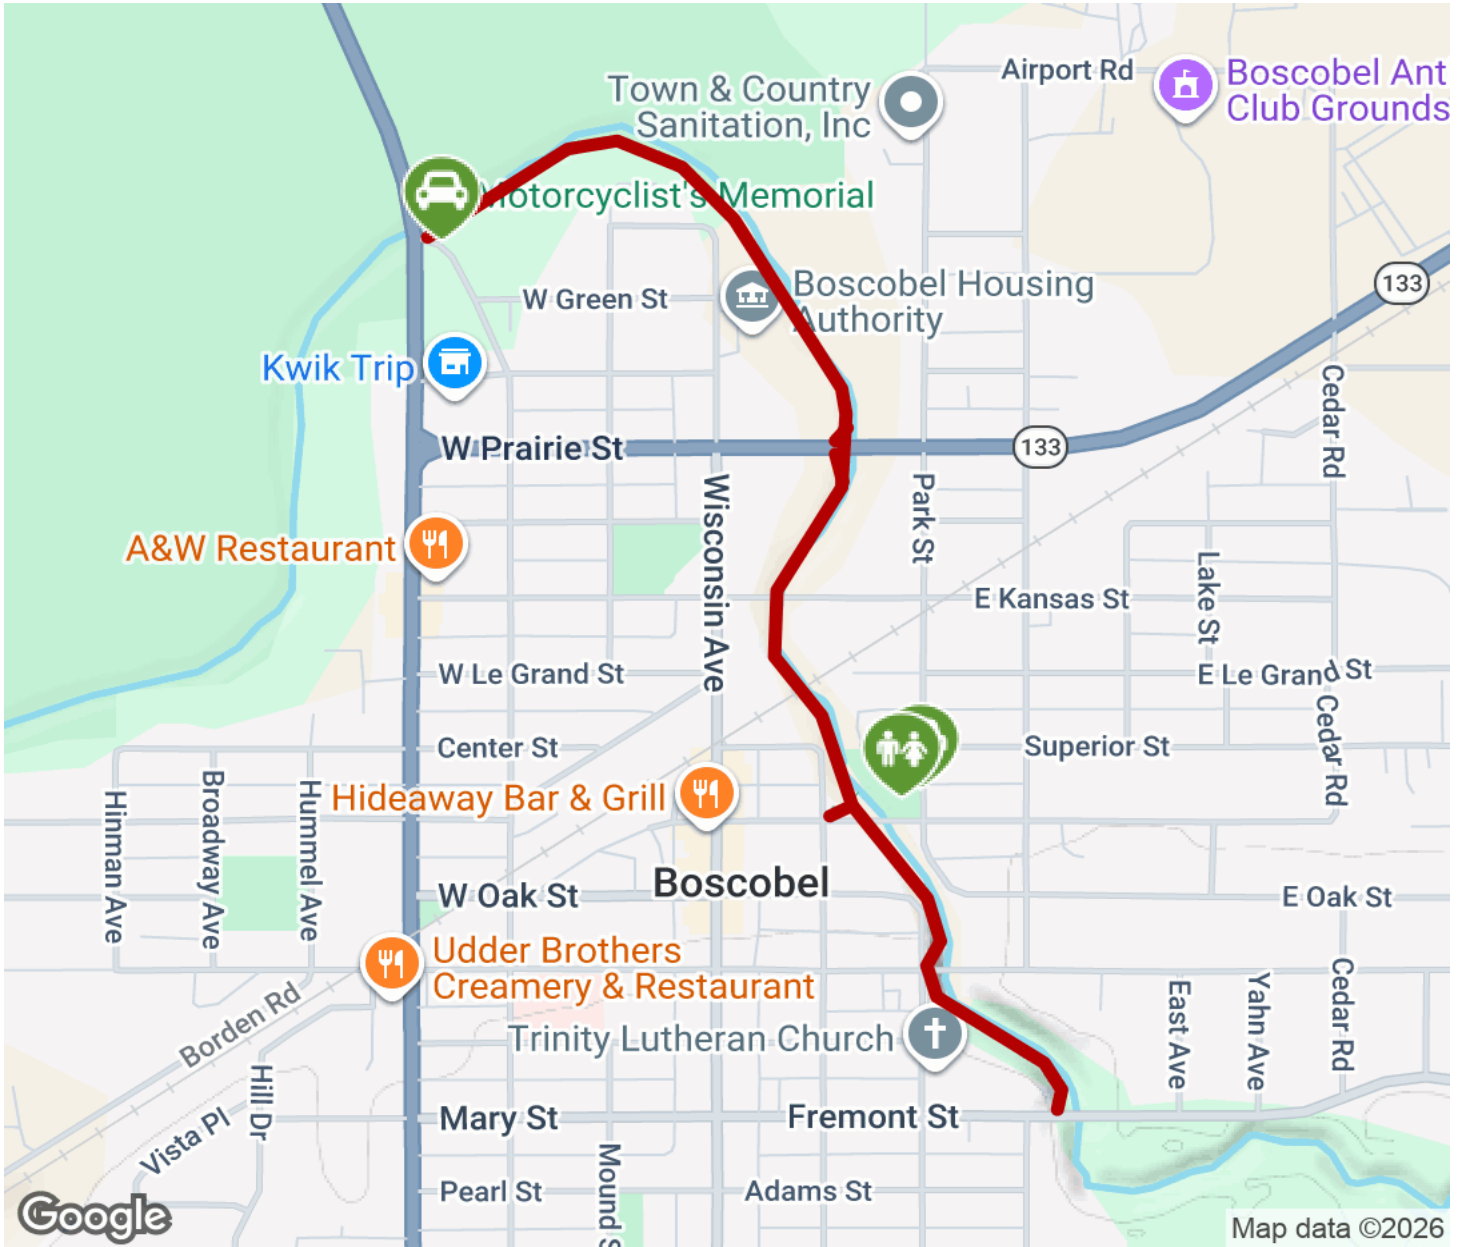 Airport Rd
Boscobel Ant
Club Grounds
Town & Country
Sanitation, Inc
Motorcyclist's Memorial
W Green St
Boscobel Housing
Authority
133
Kwik Trip
Cedar Rd
W Prairie St
133
Wisconsin Ave
Park St
A&W Restaurant
Lake St
E Kansas St
W Le Grand St
E Le Grand St
Cedar Rd
Center St
Superior St
Hinman Ave
Broadway Ave
Hummel Ave
Hideaway Bar & Grill
Boscobel
W Oak St
E Oak St
Udder Brothers
Creamery & Restaurant
Borden Rd
East Ave
Yahn Ave
Cedar Rd
Trinity Lutheran Church
Hill Dr
Vista Pl
Mary St
Fremont St
Mound S
Pearl St
Adams St
Google
Map data ©2026